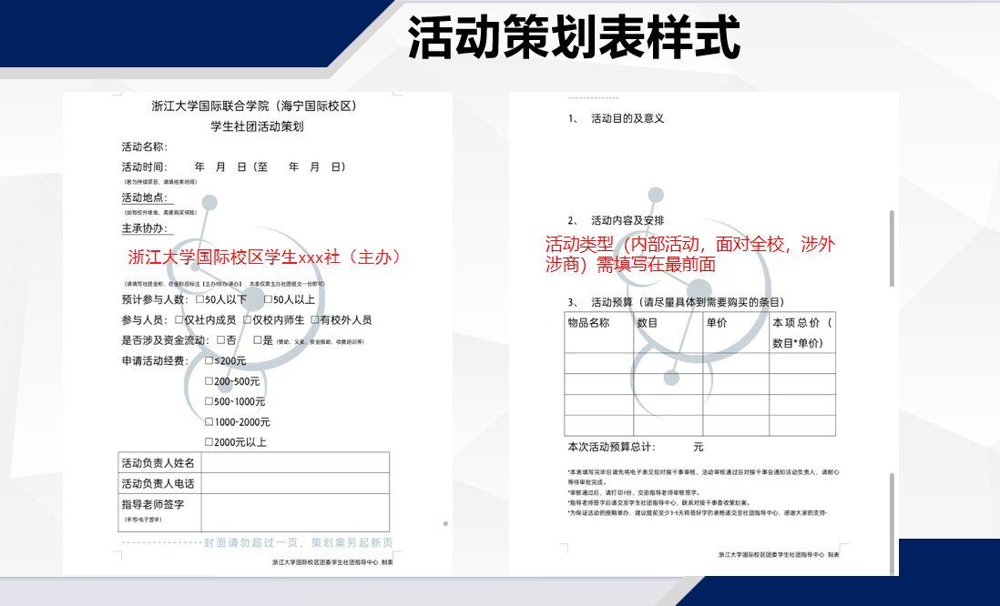 活动策划表样式
浙江大学国际联合学院（海宁国际校区）
学生社团活动策划
活动名称：
活动时间： 年 月 日（至 年 月 日）
（若为持续项目，请填结束时间）
活动地点：
（如有校外场地，需要购买保险）
主承协办：
浙江大学国际校区学生xxx社（主办）
（请填写社团全称，在全称后标注【主办/协办/承办】，本表仅需主办社团提交一份即可）
预计参与人数：□50人以下 □50人以上
参与人员：□仅社内成员 □仅校内师生 □有校外人员
是否涉及资金流动：□否 □是（赞助、义卖、资金捐助、收费培训等）
申请活动经费： □≤200元
□200-500元
□500~1000元
□1000-2000元
□2000元以上
活动负责人姓名
活动负责人电话
指导老师签字
（手写/电子签字）
--------------封面请勿超过一页，策划案另起新页
浙江大学国际校区团委学生社团指导中心 制表
1、 活动目的及意义
2、 活动内容及安排
活动类型（内部活动，面对全校，涉外
涉商）需填写在最前面
3、 活动预算（请尽量具体到需要购买的条目）
物品名称 数目 单价 本项总价（
数目*单价）
本次活动预算总计： 元
*本表填写完毕后请先将电子表交给对接干事审核，活动审核通过后对接干事会通知活动负责人，请耐心
等待审批完成。
*审核通过后，请打印1份，交由指导老师审核签字。
*指导老师签字后请交至学生社团指导中心，联系对接干事查收策划案。
*为保证活动的按期举办，建议提前至少3-5天将签好字的表格递交至社团指导中心，感谢大家的支持~
浙江大学国际校区团委学生社团指导中心 制表